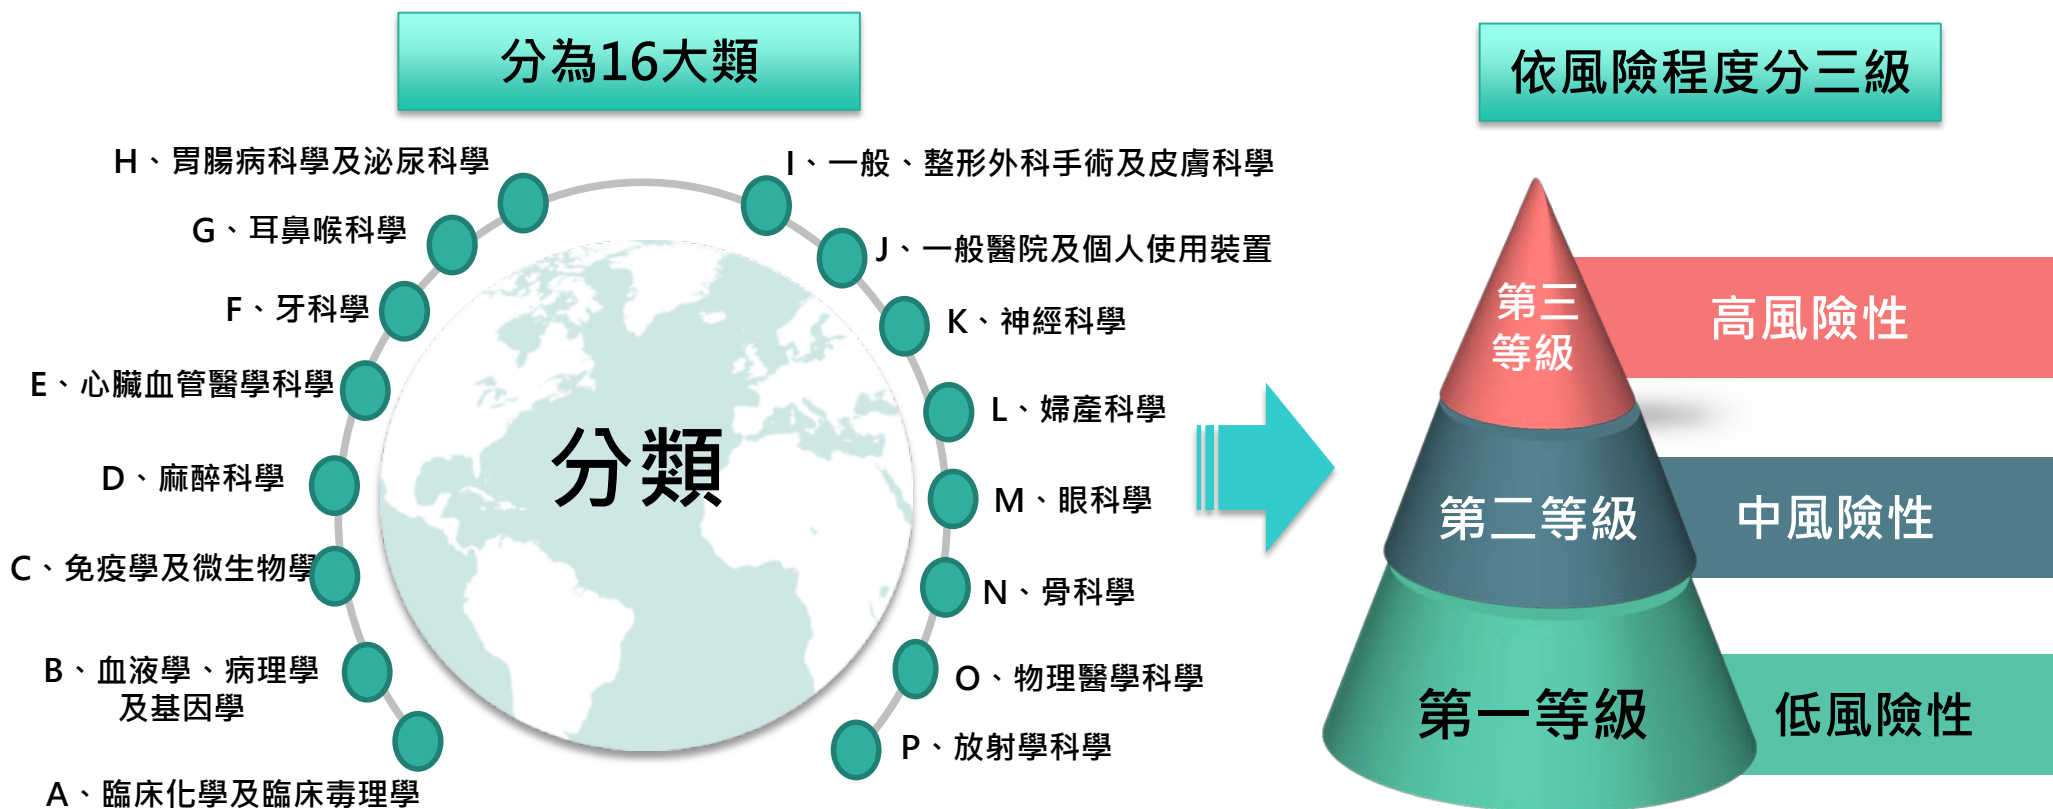 分為16大類
H、胃腸病科學及泌尿科學
G、耳鼻喉科學
F、牙科學
E、心臟血管醫學科學
D、麻醉科學
C、免疫學及微生物學
B、血液學、病理學
及基因學
A、臨床化學及臨床毒理學
分類
I、一般、整形外科手術及皮膚科學
J、一般醫院及個人使用裝置
K、神經科學
L、婦產科學
M、眼科學
N、骨科學
O、物理醫學科學
P、放射學科學
依風險程度分三級
第三
等級
高風險性
第二等級
中風險性
第一等級
低風險性